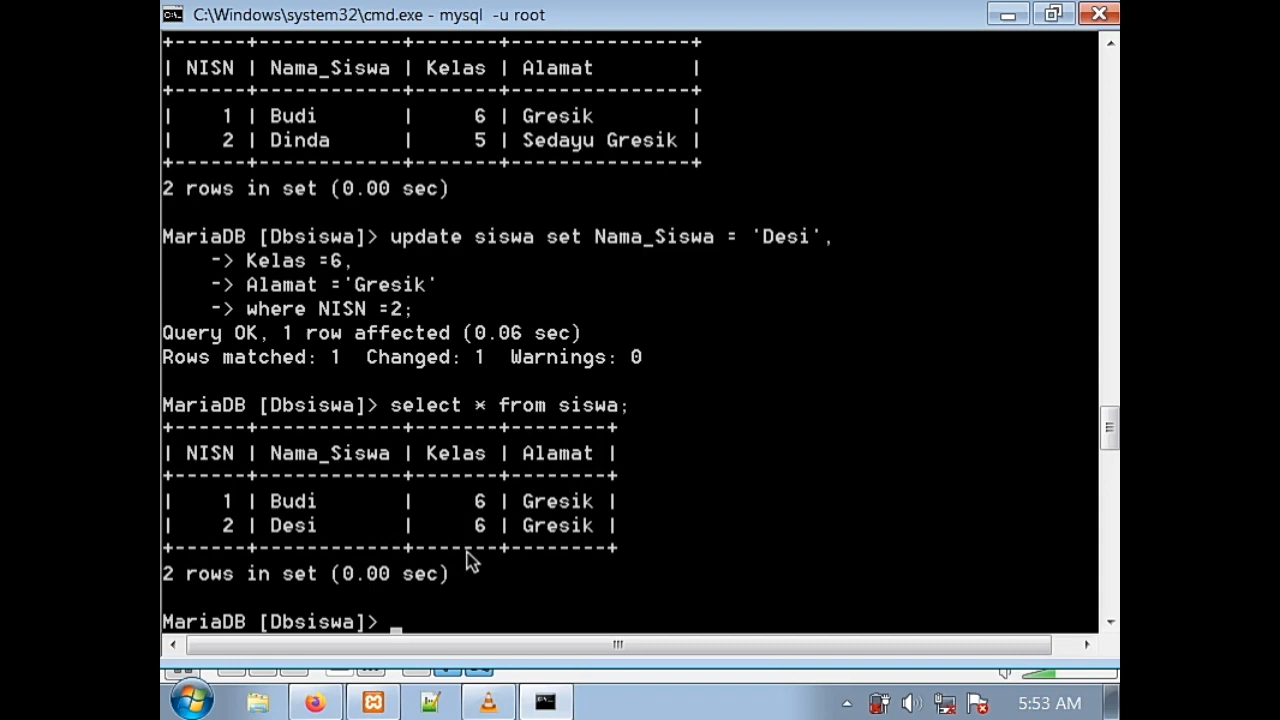 C:\Windows\system32\cmd.exe - mysql  -u root
+------+------------+-------+---------------+
| NISN | Nama_Siswa | Kelas | Alamat        |
+------+------------+-------+---------------+
|    1 | Budi       |     6 | Gresik        |
|    2 | Dinda      |     5 | Sedayu Gresik |
+------+------------+-------+---------------+
2 rows in set (0.00 sec)
MariaDB [Dbsiswa]> update siswa set Nama_Siswa = 'Desi',
    -> Kelas =6,
    -> Alamat ='Gresik'
    -> where NISN =2;
Query OK, 1 row affected (0.06 sec)
Rows matched: 1  Changed: 1  Warnings: 0
MariaDB [Dbsiswa]> select * from siswa;
+------+------------+-------+--------+
| NISN | Nama_Siswa | Kelas | Alamat |
+------+------------+-------+--------+
|    1 | Budi       |     6 | Gresik |
|    2 | Desi       |     6 | Gresik |
+------+------------+-------+--------+
2 rows in set (0.00 sec)
MariaDB [Dbsiswa]> _
5:53 AM